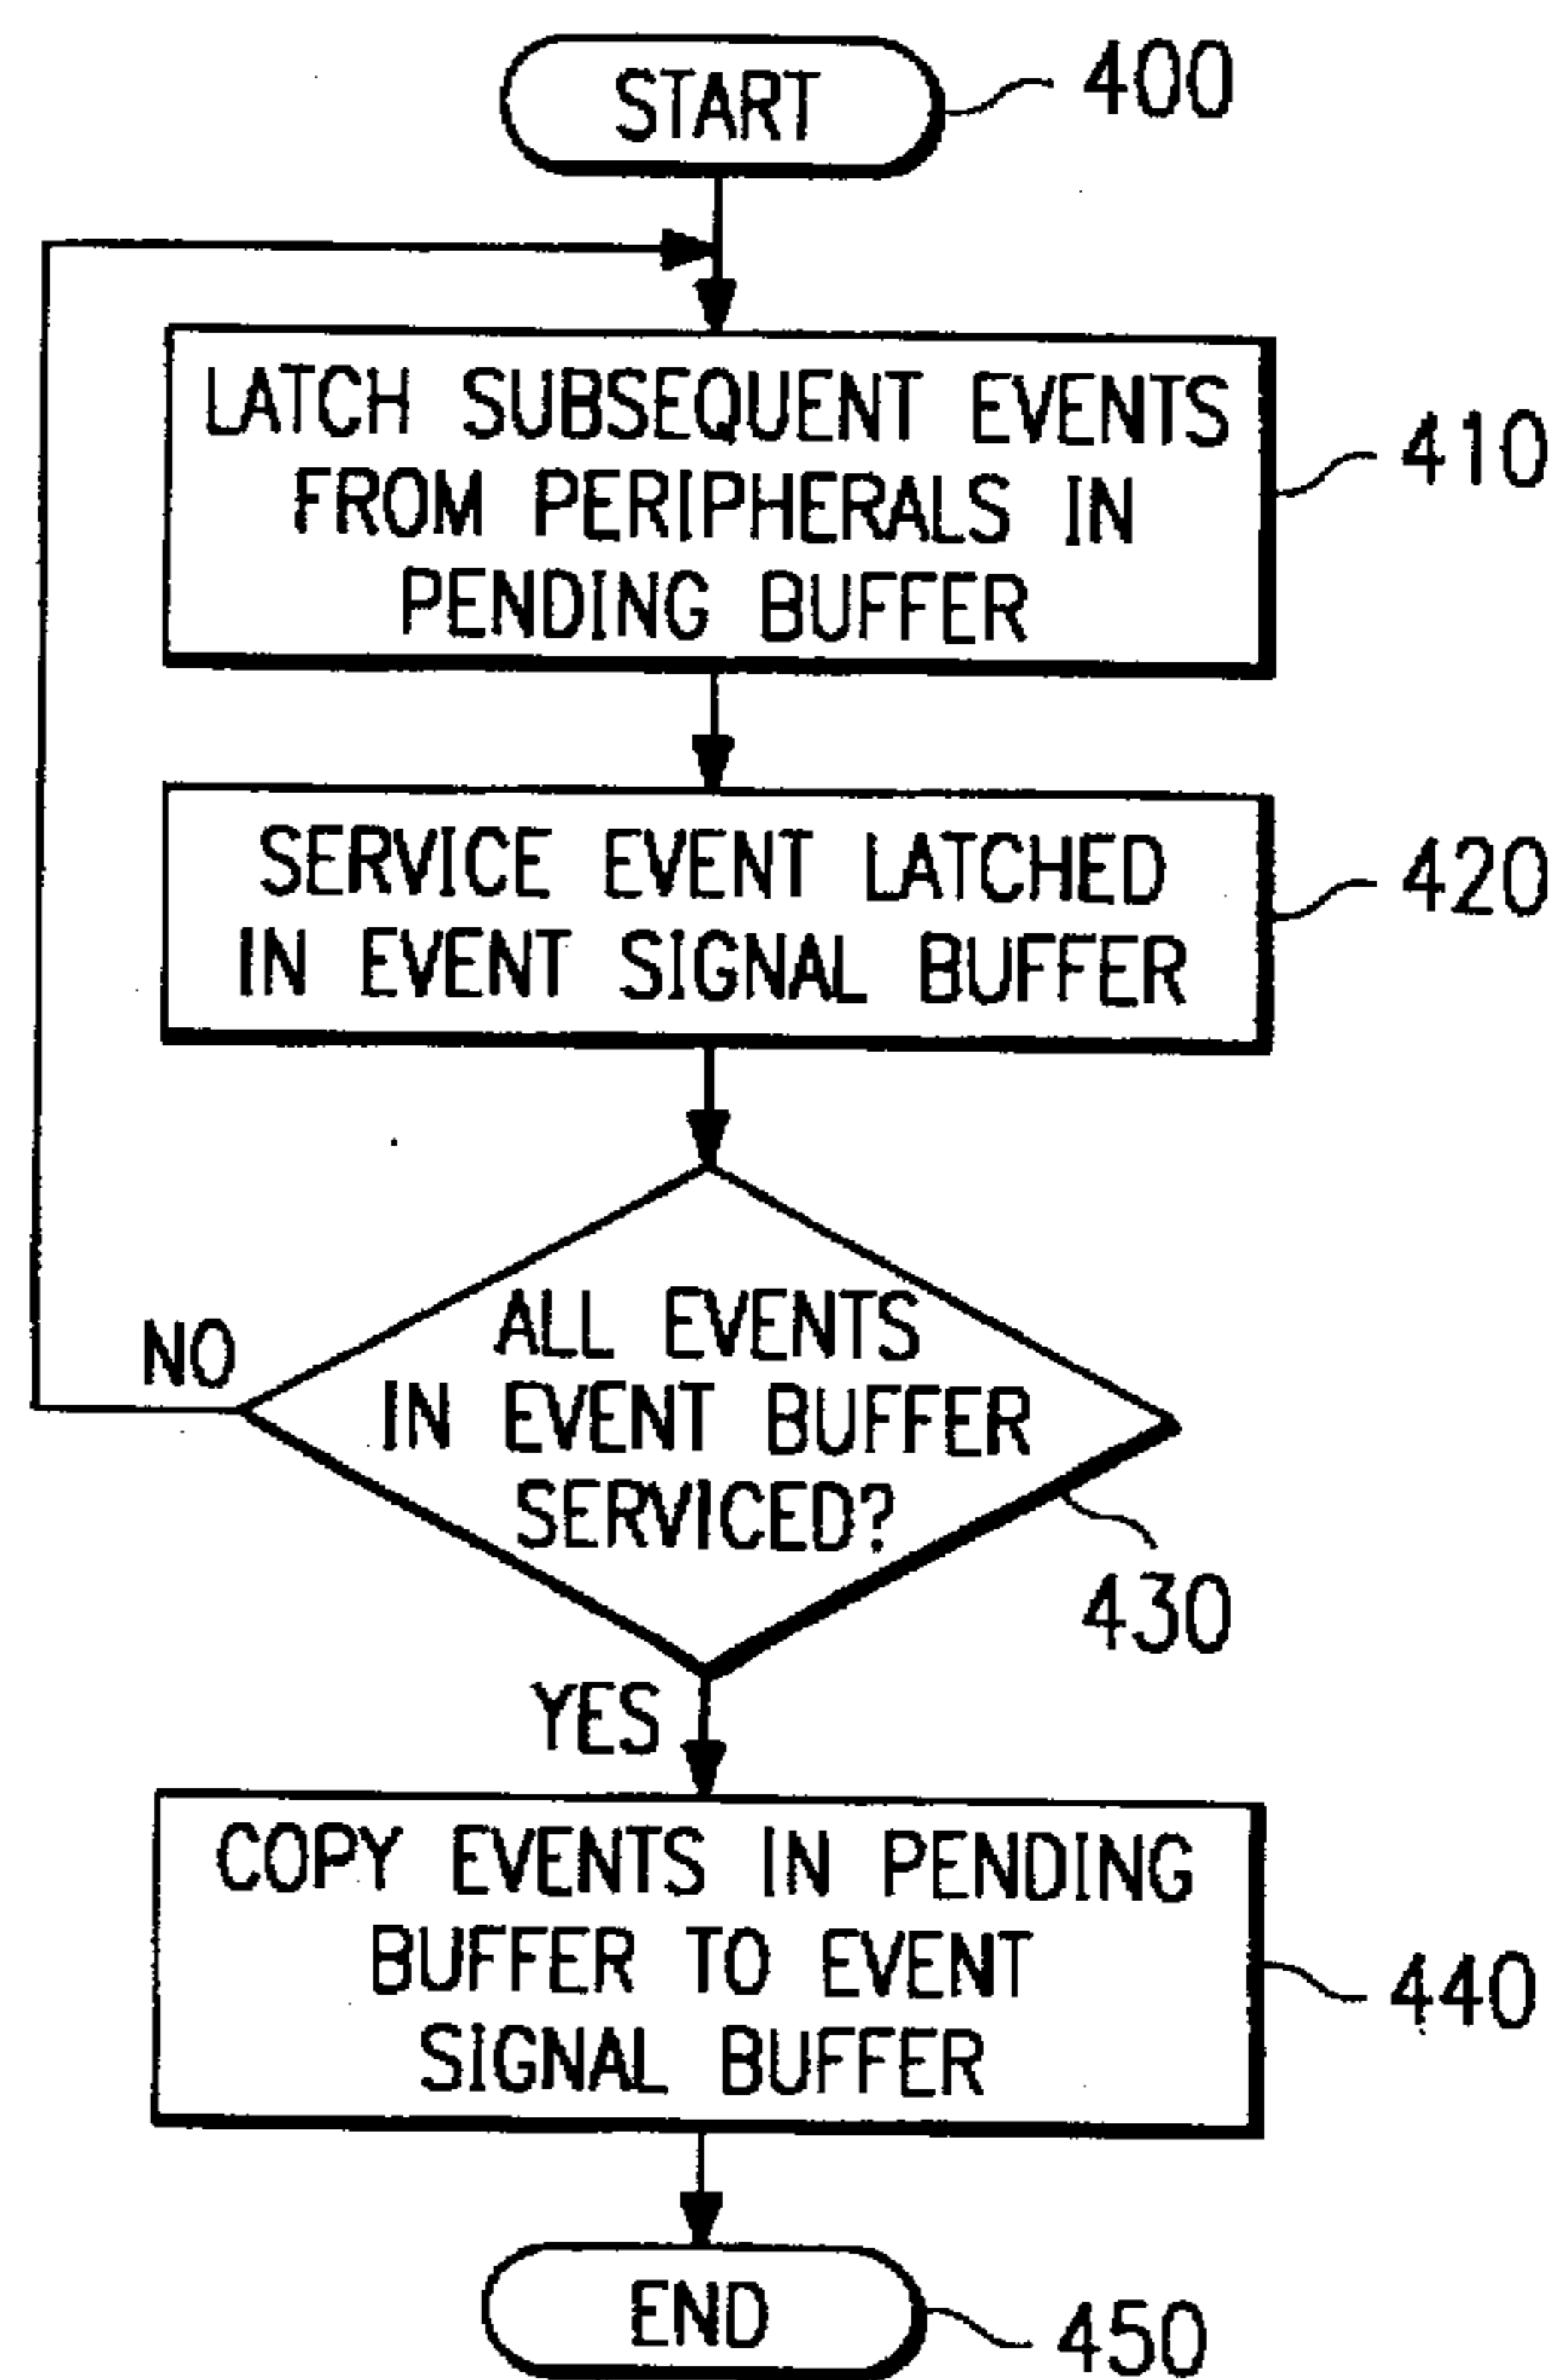 START
400
LATCH SUBSEQUENT EVENTS
FROM PERIPHERALS IN
PENDING BUFFER
410
SERVICE EVENT LATCHED
IN EVENT SIGNAL BUFFER
420
ALL EVENTS
IN EVENT BUFFER
SERVICED?
NO
430
YES
COPY EVENTS IN PENDING
BUFFER TO EVENT
SIGNAL BUFFER
440
END
450